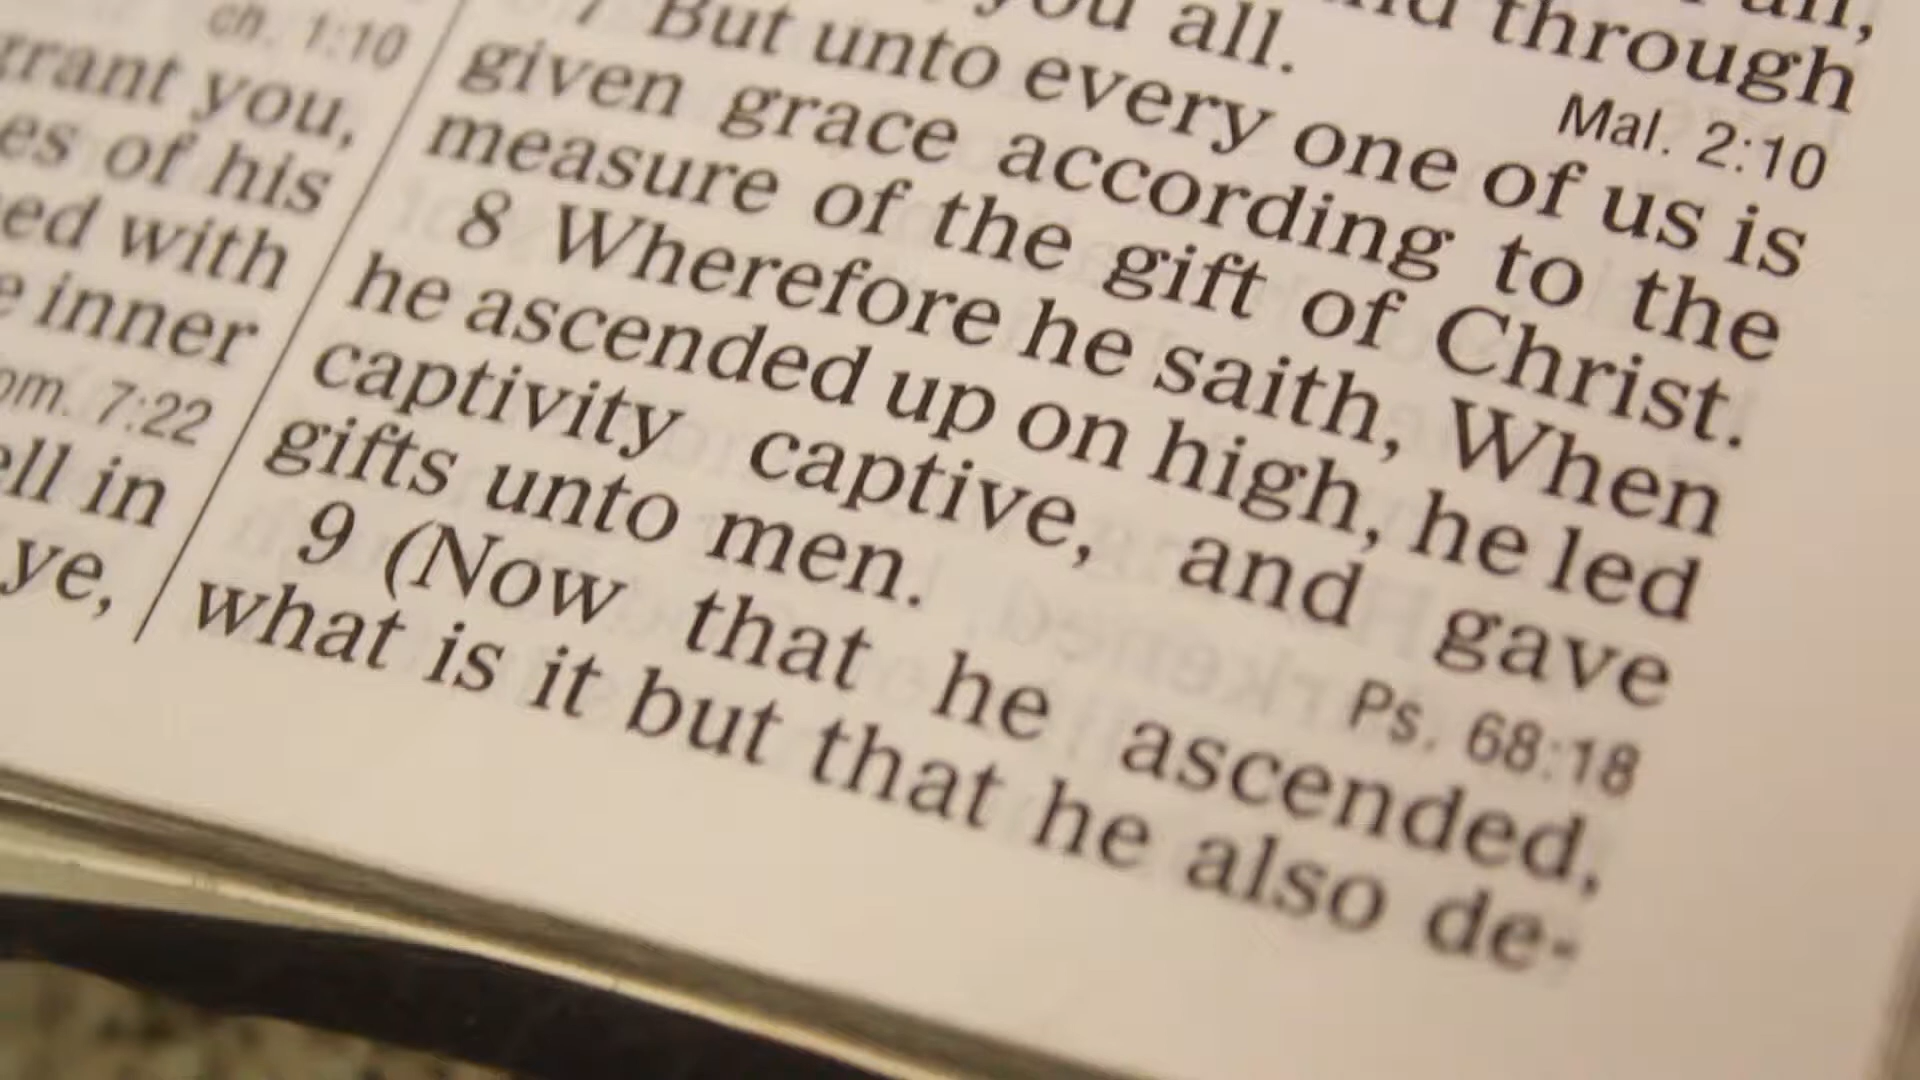 ch. 1:10
grant you,
es of his
ed with
e inner
om. 7:22
ell in
ye,
all,
and through
you all.
Mal. 2:10
7 But unto every one of us is
given grace according to the
measure of the gift of Christ.
8 Wherefore he saith, When
he ascended up on high, he led
captivity captive, and gave
gifts unto men.
Ps. 68:18
9 (Now that he ascended,
what is it but that he also de-